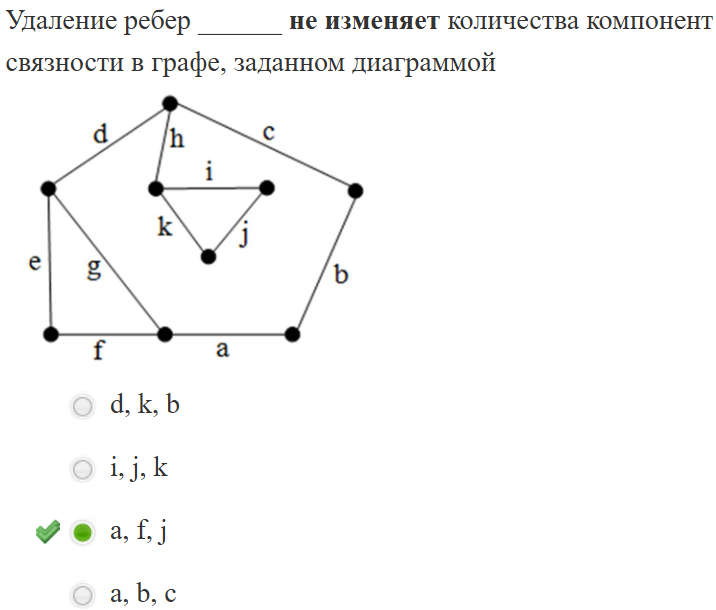 Удаление ребер ______ не изменяет количества компонент
связности в графе, заданном диаграммой
d
h
c
i
k
j
e
g
b
f
a
d, k, b
i, j, k
a, f, j
a, b, c